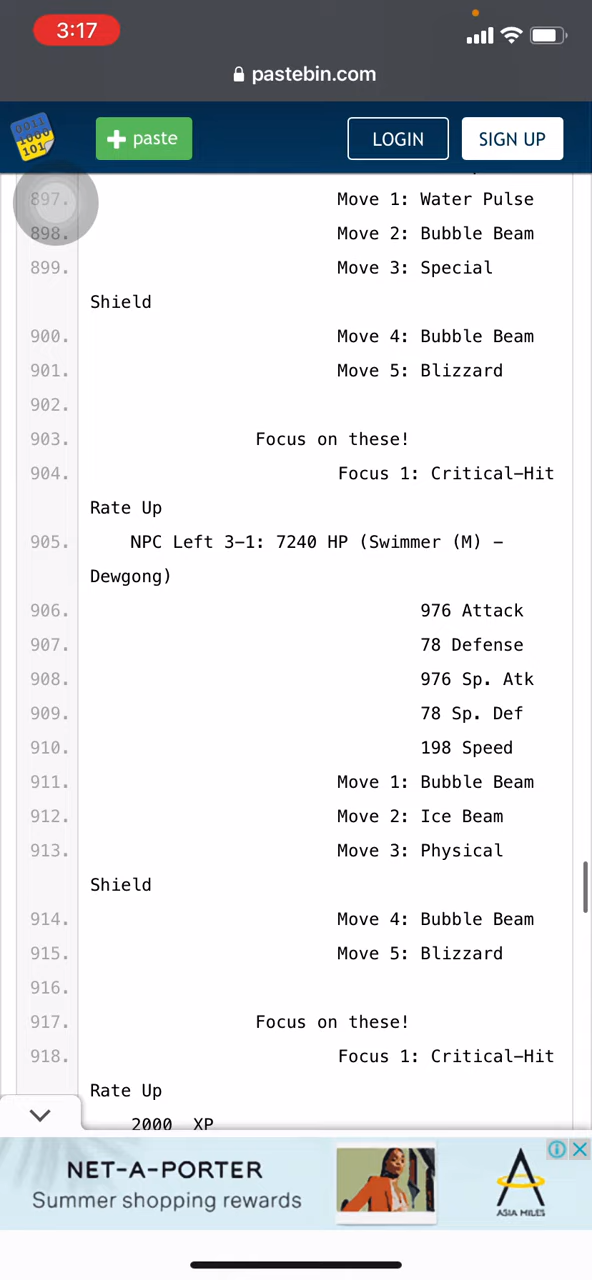 3:17
pastebin.com
0011
1000
101
+ paste
LOGIN
SIGN UP
897. Move 1: Water Pulse
898. Move 2: Bubble Beam
899. Move 3: Special
Shield
900. Move 4: Bubble Beam
901. Move 5: Blizzard
902.
903. Focus on these!
904. Focus 1: Critical-Hit
Rate Up
905. NPC Left 3-1: 7240 HP (Swimmer (M) -
Dewgong)
906. 976 Attack
907. 78 Defense
908. 976 Sp. Atk
909. 78 Sp. Def
910. 198 Speed
911. Move 1: Bubble Beam
912. Move 2: Ice Beam
913. Move 3: Physical
Shield
914. Move 4: Bubble Beam
915. Move 5: Blizzard
916.
917. Focus on these!
918. Focus 1: Critical-Hit
Rate Up
2000 XP
NET-A-PORTER
Summer shopping rewards
ASIA MILES